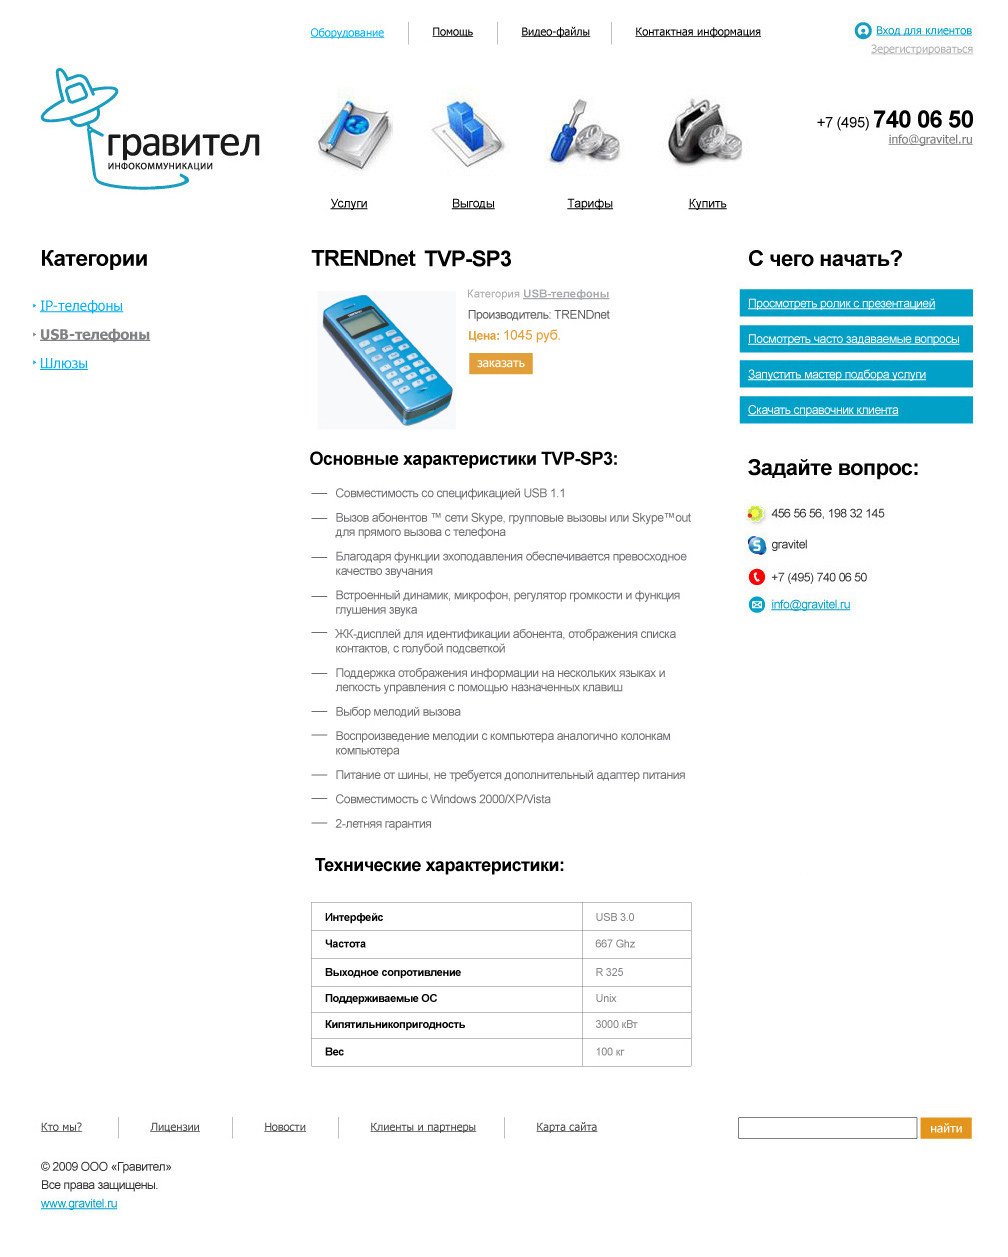 Оборудование
Помощь
Видео-файлы
Контактная информация
Вход для клиентов
Зерегистрироваться
гравител
ИНФОКОММУНИКАЦИИ
+7 (495) 740 06 50
info@gravitel.ru
Услуги
Выгоды
Тарифы
Купить
Категории
IP-телефоны
USB-телефоны
Шлюзы
TRENDnet TVP-SP3
Категория USB-телефоны
Производитель: TRENDnet
Цена: 1045 руб.
заказать
Основные характеристики TVP-SP3:
— Совместимость со спецификацией USB 1.1
— Вызов абонентов ™ сети Skype, групповые вызовы или Skype™out
для прямого вызова с телефона
— Благодаря функции эхоподавления обеспечивается превосходное
качество звучания
— Встроенный динамик, микрофон, регулятор громкости и функция
глушения звука
— ЖК-дисплей для идентификации абонента, отображения списка
контактов, с голубой подсветкой
— Поддержка отображения информации на нескольких языках и
легкость управления с помощью назначенных клавиш
— Выбор мелодий вызова
— Воспроизведение мелодии с компьютера аналогично колонкам
компьютера
— Питание от шины, не требуется дополнительный адаптер питания
— Совместимость с Windows 2000/XP/Vista
— 2-летняя гарантия
Технические характеристики:
Интерфейс USB 3.0
Частота 667 Ghz
Выходное сопротивление R 325
Поддерживаемые ОС Unix
Кипятильникопригодность 3000 кВт
Вес 100 кг
С чего начать?
Просмотреть ролик с презентацией
Посмотреть часто задаваемые вопросы
Запустить мастер подбора услуги
Скачать справочник клиента
Задайте вопрос:
456 56 56, 198 32 145
gravitel
+7 (495) 740 06 50
info@gravitel.ru
Кто мы?
Лицензии
Новости
Клиенты и партнеры
Карта сайта
найти
© 2009 ООО «Гравител»
Все права защищены.
www.gravitel.ru